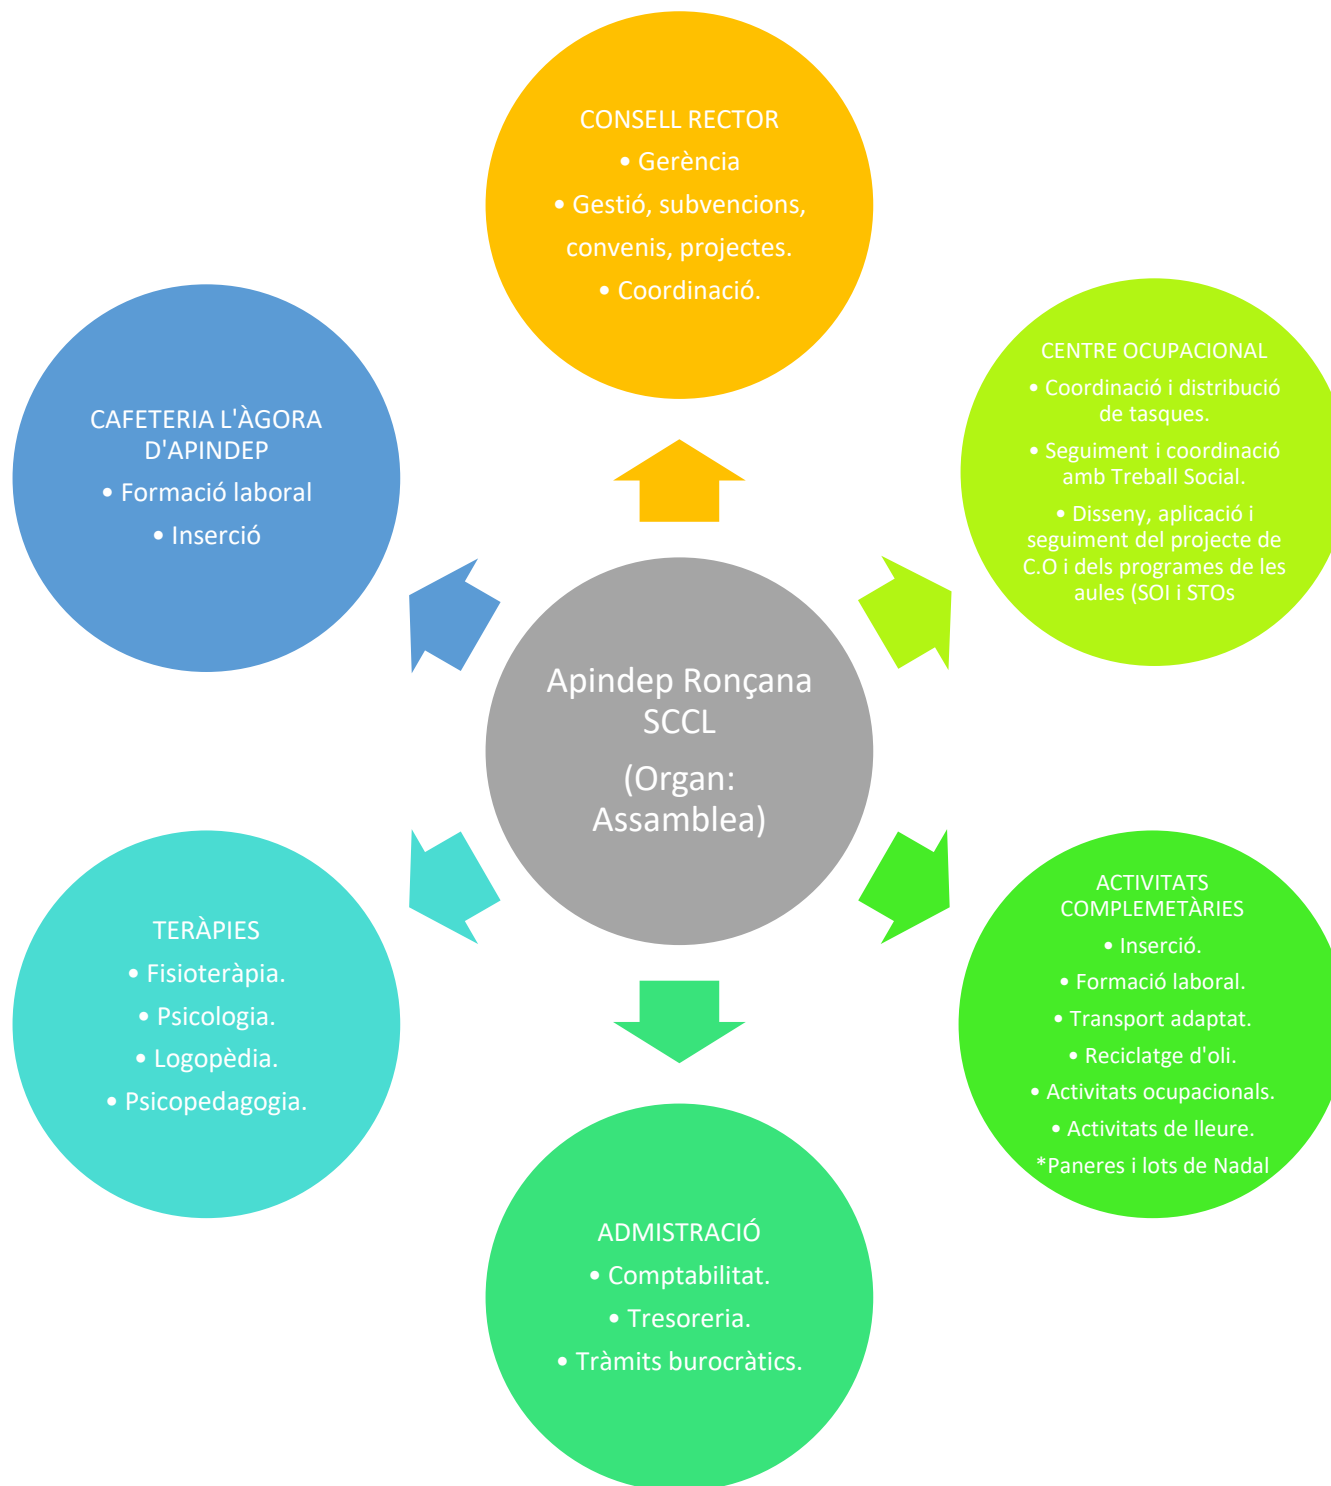 CONSELL RECTOR
• Gerència
• Gestió, subvencions,
convenis, projectes.
• Coordinació.
CENTRE OCUPACIONAL
• Coordinació i distribució
de tasques.
• Seguiment i coordinació
amb Treball Social.
• Disseny, aplicació i
seguiment del projecte de
C.O i dels programes de les
aules (SOI i STOs
CAFETERIA L'ÀGORA
D'APINDEP
• Formació laboral
• Inserció
Apindep Ronçana
SCCL
(Organ:
Assamblea)
ACTIVITATS
COMPLEMETÀRIES
• Inserció.
• Formació laboral.
• Transport adaptat.
• Reciclatge d'oli.
• Activitats ocupacionals.
• Activitats de lleure.
*Paneres i lots de Nadal
TERÀPIES
• Fisioteràpia.
• Psicologia.
• Logopèdia.
• Psicopedagogia.
ADMISTRACIÓ
• Comptabilitat.
• Tresoreria.
• Tràmits burocràtics.